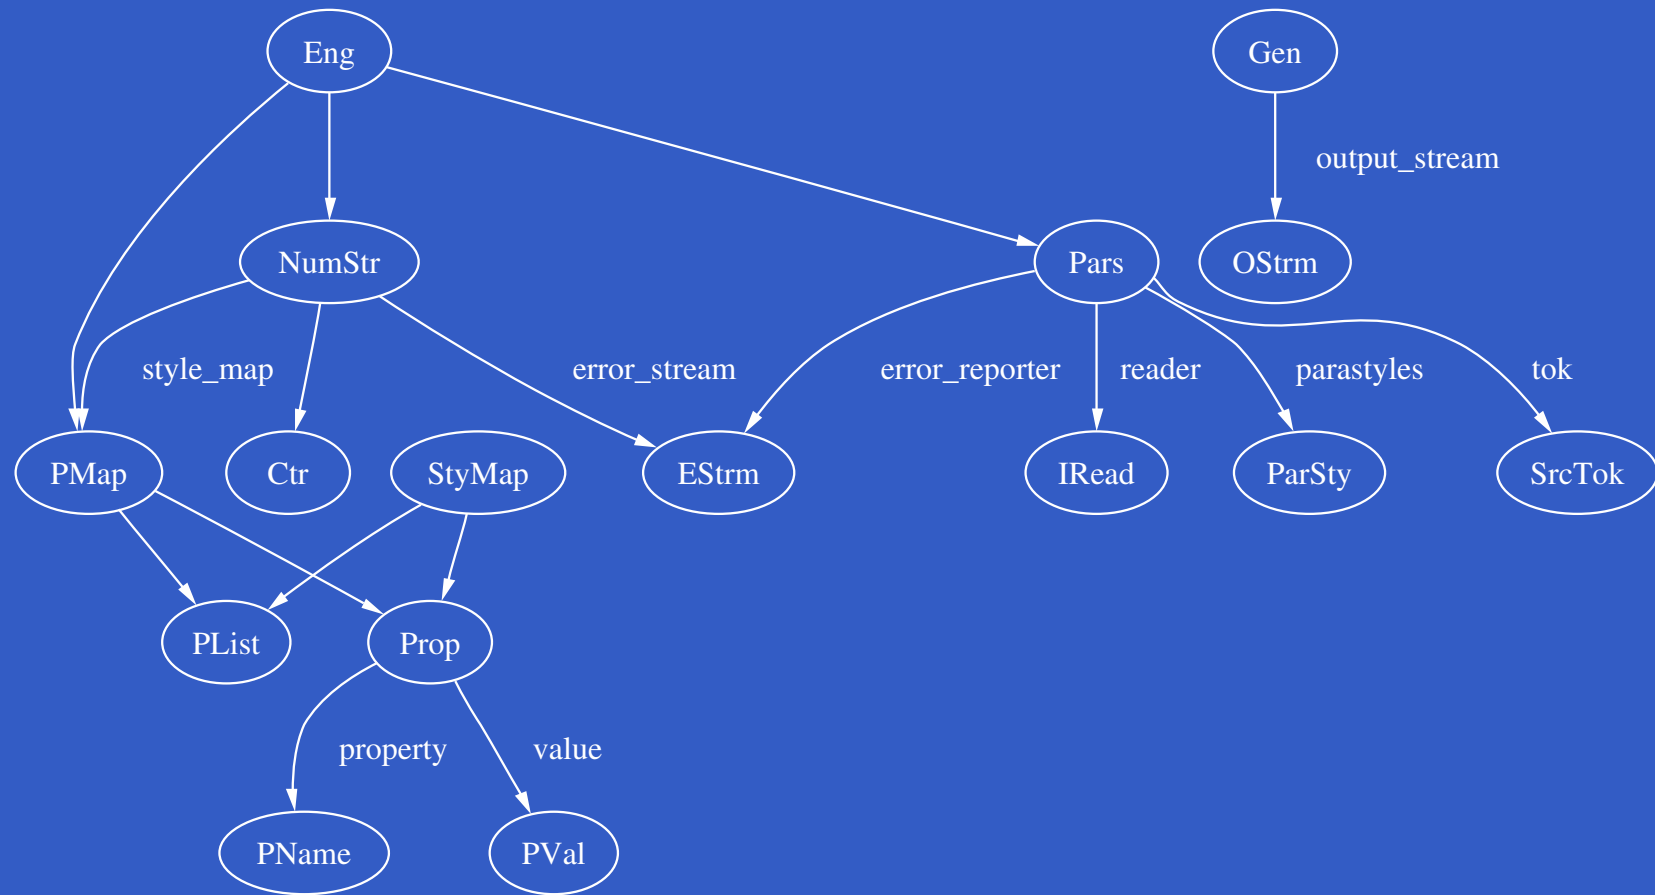 Eng
Gen
output_stream
NumStr
Pars
OStrm
style_map
error_stream
error_reporter
reader
parastyles
tok
PMap
Ctr
StyMap
EStrm
IRead
ParSty
SrcTok
PList
Prop
property
value
PName
PVal